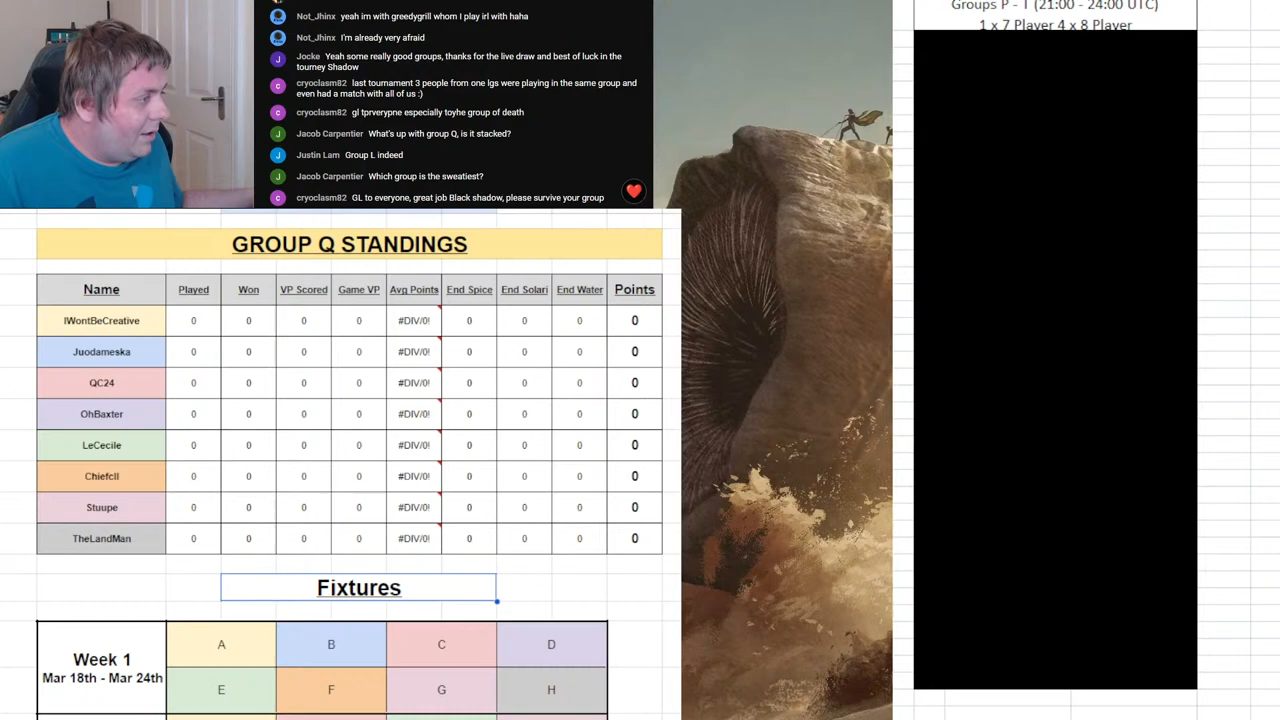 Not_Jhinx yeah im with greedygrill whom I play irl with haha
Not_Jhinx I'm already very afraid
Jocke Yeah some really good groups, thanks for the live draw and best of luck in the
tourney Shadow
cryoclasm82 last tournament 3 people from one lgs were playing in the same group and
even had a match with all of us :)
cryoclasm82 gl tprverypne especially toyhe group of death
Jacob Carpentier What's up with group Q, is it stacked?
Justin Lam Group L indeed
Jacob Carpentier Which group is the sweatiest?
cryoclasm82 GL to everyone, great job Black shadow, please survive your group
Groups P - T (21:00 - 24:00 UTC)
1 x 7 Player 4 x 8 Player
GROUP Q STANDINGS
Name Played Won VP Scored Game VP Avg Points End Spice End Solari End Water Points
IWontBeCreative 0 0 0 0 #DIV/0! 0 0 0 0
Juodameska 0 0 0 0 #DIV/0! 0 0 0 0
QC24 0 0 0 0 #DIV/0! 0 0 0 0
OhBaxter 0 0 0 0 #DIV/0! 0 0 0 0
LeCecile 0 0 0 0 #DIV/0! 0 0 0 0
Chiefcll 0 0 0 0 #DIV/0! 0 0 0 0
Stuupe 0 0 0 0 #DIV/0! 0 0 0 0
TheLandMan 0 0 0 0 #DIV/0! 0 0 0 0
Fixtures
Week 1
Mar 18th - Mar 24th
A B C D
E F G H